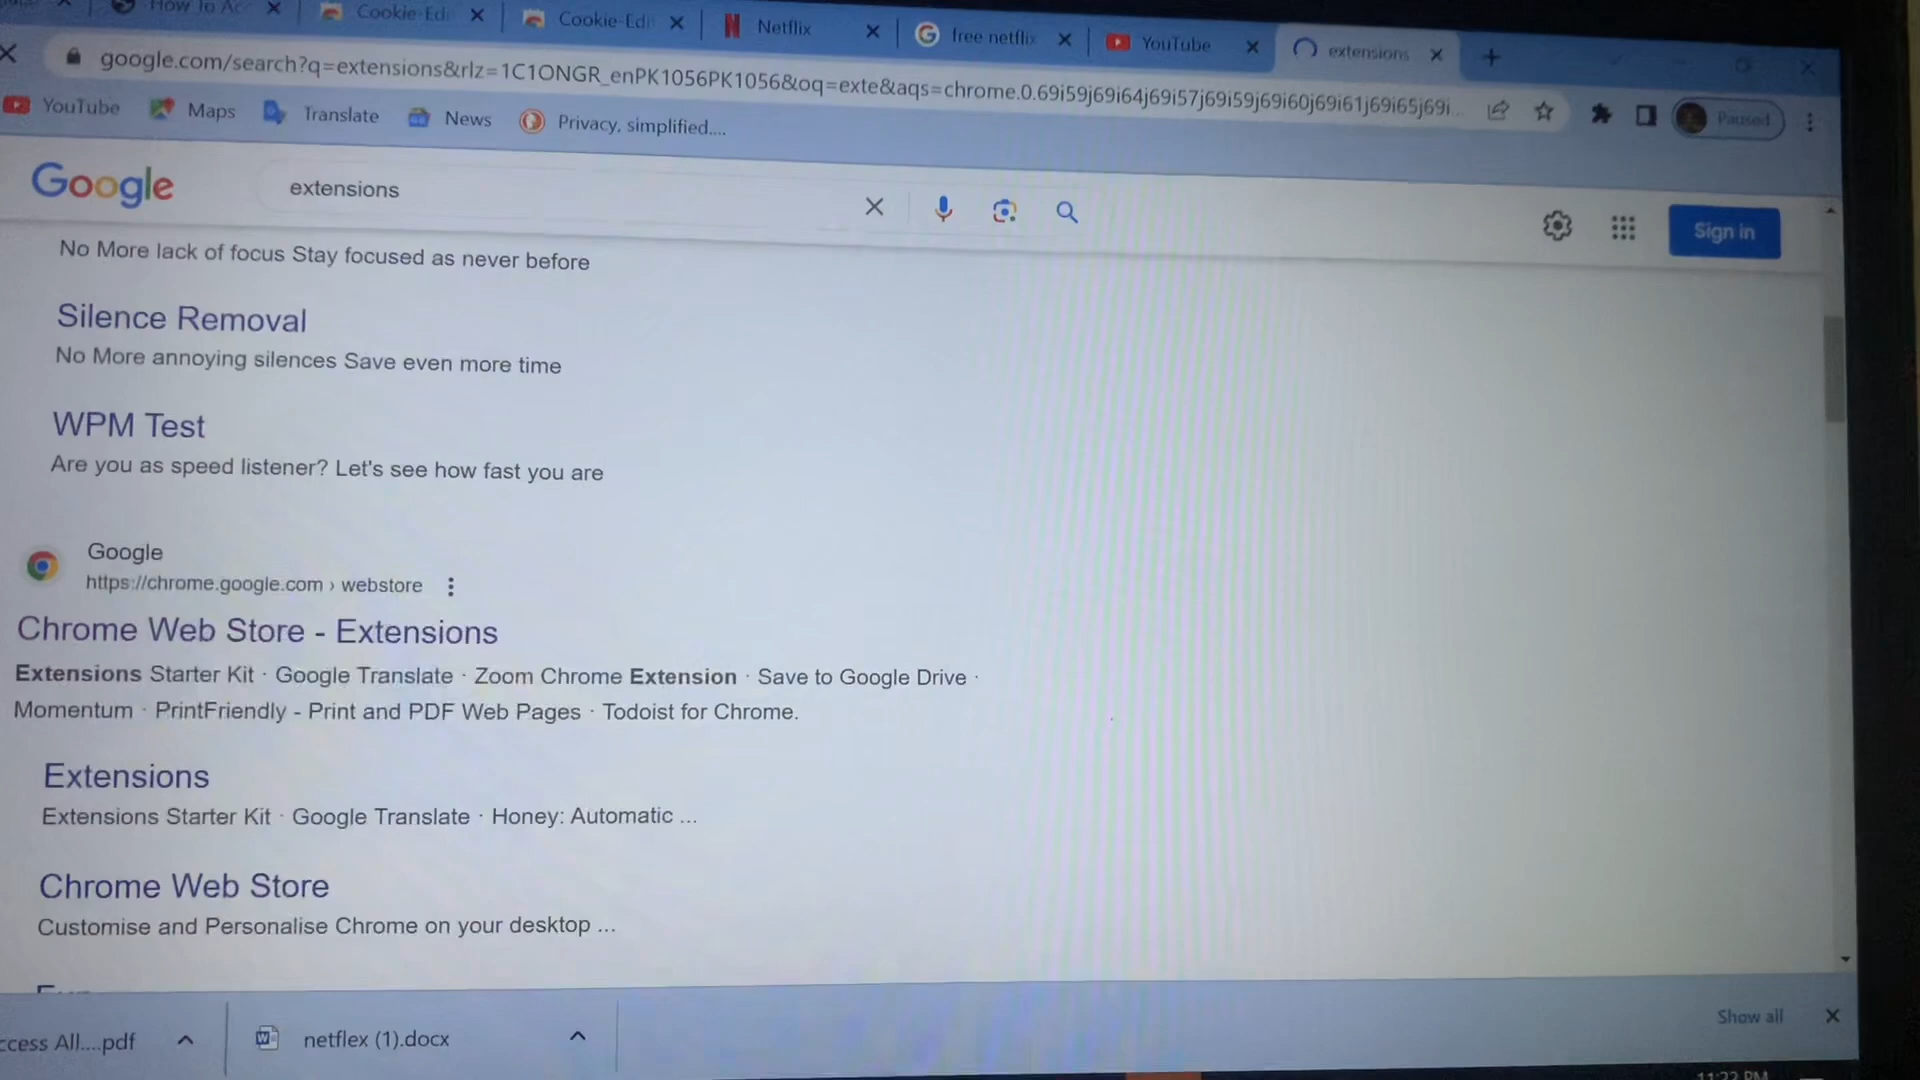 How To Acc
Cookie-Edi
Cookie-Edi
Netflix
free netflix
YouTube
extensions
google.com/search?q=extensions&rlz=1C1ONGR_enPK1056PK1056&oq=exte&aqs=chrome.0.69i59j69i64j69i57j69i59j69i60j69i61j69i65j69i...
Paused
YouTube
Maps
Translate
News
Privacy, simplified....
Google
extensions
Sign in
No More lack of focus Stay focused as never before
Silence Removal
No More annoying silences Save even more time
WPM Test
Are you as speed listener? Let's see how fast you are
Google
https://chrome.google.com › webstore
Chrome Web Store - Extensions
Extensions Starter Kit · Google Translate · Zoom Chrome Extension · Save to Google Drive ·
Momentum · PrintFriendly - Print and PDF Web Pages · Todoist for Chrome.
Extensions
Extensions Starter Kit · Google Translate · Honey: Automatic ...
Chrome Web Store
Customise and Personalise Chrome on your desktop ...
ccess All....pdf
netflex (1).docx
Show all
11:22 PM